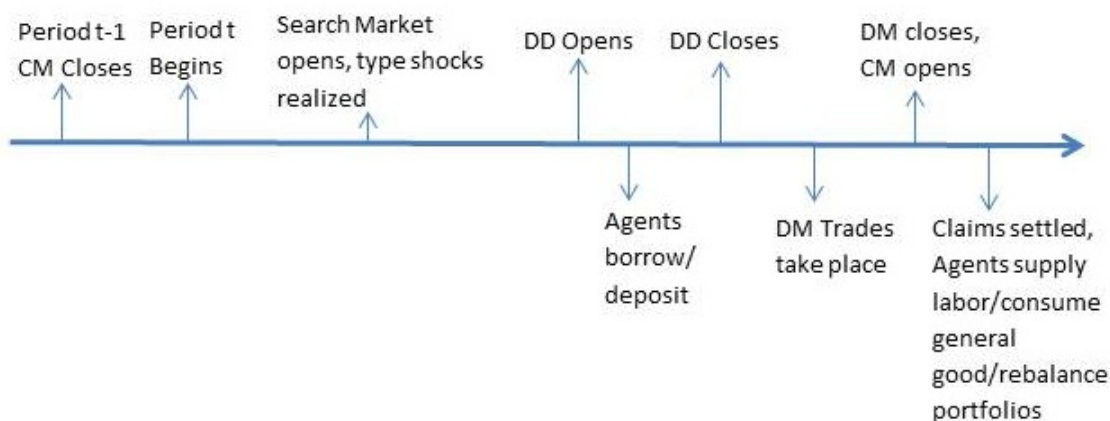 Period t-1
CM Closes
Period t
Begins
Search Market
opens, type shocks
realized
DD Opens
DD Closes
DM closes,
CM opens
Agents
borrow/
deposit
DM Trades
take place
Claims settled,
Agents supply
labor/consume
general
good/rebalance
portfolios